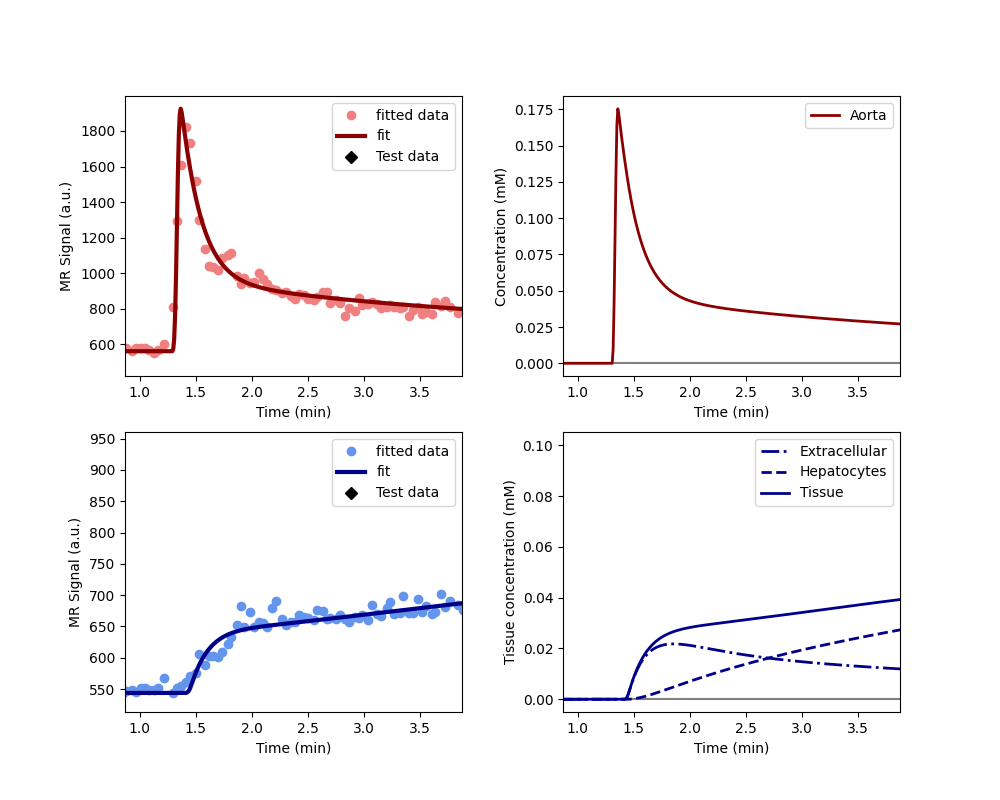 MR Signal (a.u.)
1800
1600
1400
1200
1000
800
600
fitted data
fit
Test data
1.0 1.5 2.0 2.5 3.0 3.5
Time (min)
Concentration (mM)
0.175
0.150
0.125
0.100
0.075
0.050
0.025
0.000
Aorta
1.0 1.5 2.0 2.5 3.0 3.5
Time (min)
MR Signal (a.u.)
950
900
850
800
750
700
650
600
550
fitted data
fit
Test data
1.0 1.5 2.0 2.5 3.0 3.5
Time (min)
Tissue concentration (mM)
0.10
0.08
0.06
0.04
0.02
0.00
Extracellular
Hepatocytes
Tissue
1.0 1.5 2.0 2.5 3.0 3.5
Time (min)